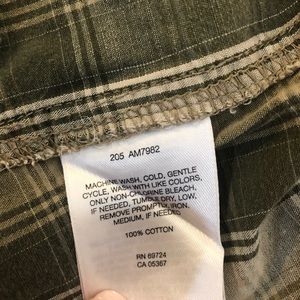 205 AM7982
MACHINE WASH, COLD, GENTLE
CYCLE, WASH WITH LIKE COLORS,
ONLY NON-CHLORINE BLEACH,
IF NEEDED, TUMBLE DRY, LOW,
REMOVE PROMPTLY. IRON,
MEDIUM, IF NEEDED.
100% COTTON
RN 69724
CA 05367